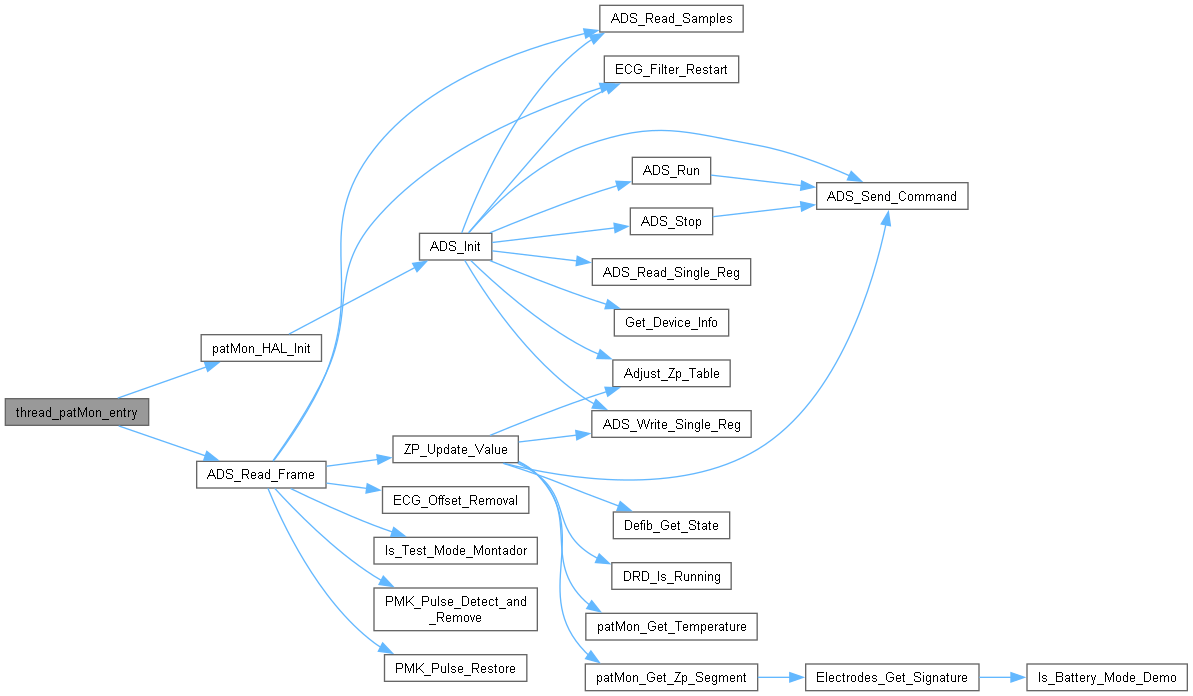 ADS_Read_Samples
ECG_Filter_Restart
ADS_Run
ADS_Send_Command
ADS_Stop
ADS_Init
ADS_Read_Single_Reg
Get_Device_Info
patMon_HAL_Init
Adjust_Zp_Table
thread_patMon_entry
ADS_Write_Single_Reg
ZP_Update_Value
ADS_Read_Frame
ECG_Offset_Removal
Defib_Get_State
Is_Test_Mode_Montador
DRD_Is_Running
PMK_Pulse_Detect_and
_Remove
patMon_Get_Temperature
PMK_Pulse_Restore
patMon_Get_Zp_Segment
Electrodes_Get_Signature
Is_Battery_Mode_Demo